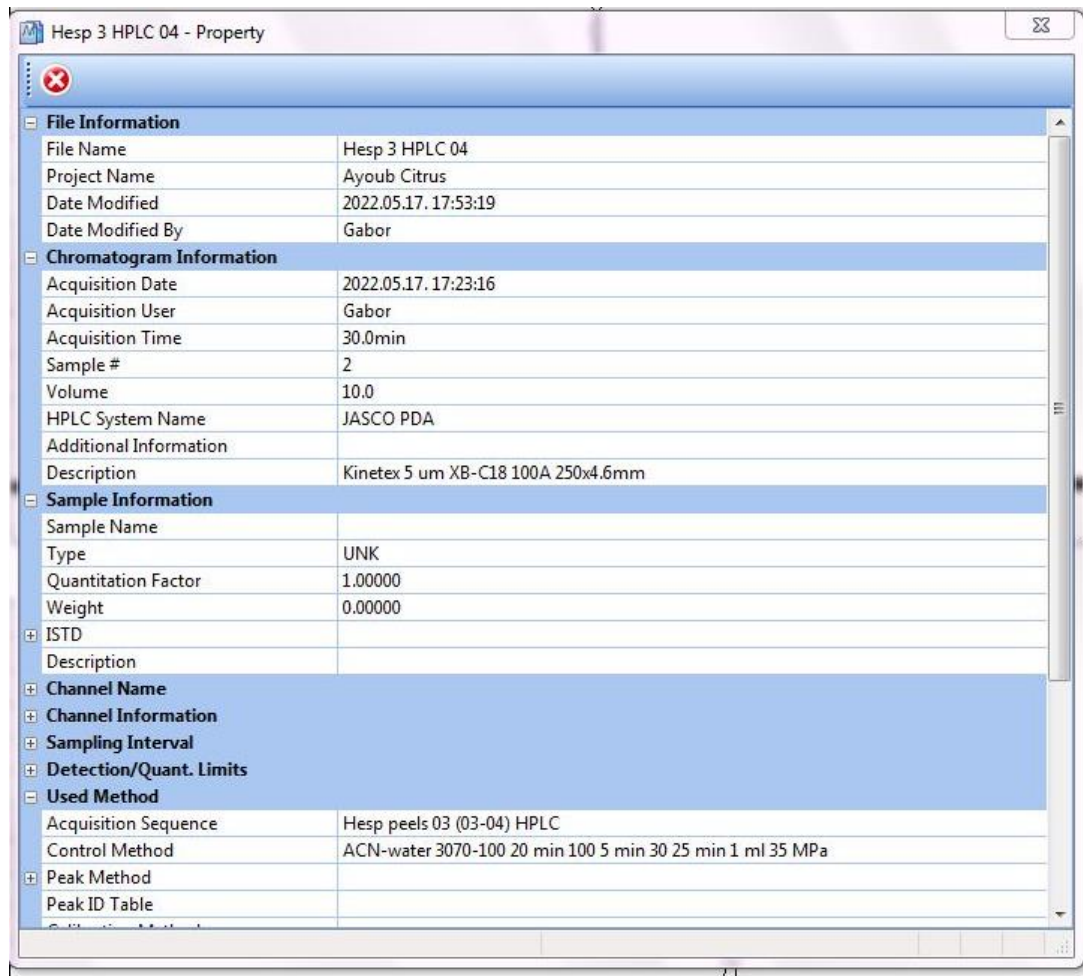 Hesp 3 HPLC 04 - Property
File Information
File Name Hesp 3 HPLC 04
Project Name Ayoub Citrus
Date Modified 2022.05.17. 17:53:19
Date Modified By Gabor
Chromatogram Information
Acquisition Date 2022.05.17. 17:23:16
Acquisition User Gabor
Acquisition Time 30.0min
Sample # 2
Volume 10.0
HPLC System Name JASCO PDA
Additional Information
Description Kinetex 5 um XB-C18 100A 250x4.6mm
Sample Information
Sample Name
Type UNK
Quantitation Factor 1.00000
Weight 0.00000
ISTD
Description
Channel Name
Channel Information
Sampling Interval
Detection/Quant. Limits
Used Method
Acquisition Sequence Hesp peels 03 (03-04) HPLC
Control Method ACN-water 3070-100 20 min 100 5 min 30 25 min 1 ml 35 MPa
Peak Method
Peak ID Table